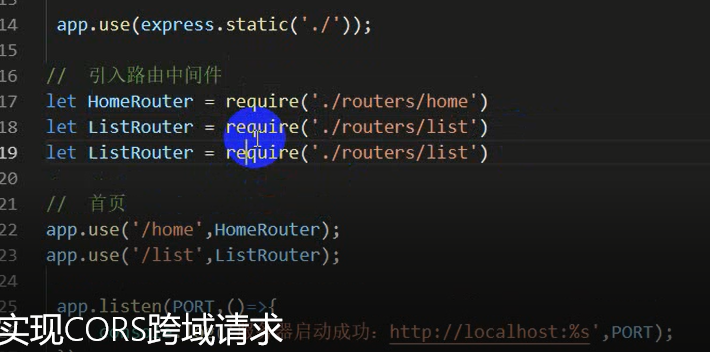 14 app.use(express.static('./'));
15
16 // 引入路由中间件
17 let HomeRouter = require('./routers/home')
18 let ListRouter = require('./routers/list')
19 let ListRouter = require('./routers/list')
20
21 // 首页
22 app.use('/home',HomeRouter);
23 app.use('/list',ListRouter);
24
25 app.listen(PORT,()=>{
器启动成功：http://localhost:%s',PORT);
实现CORS跨域请求